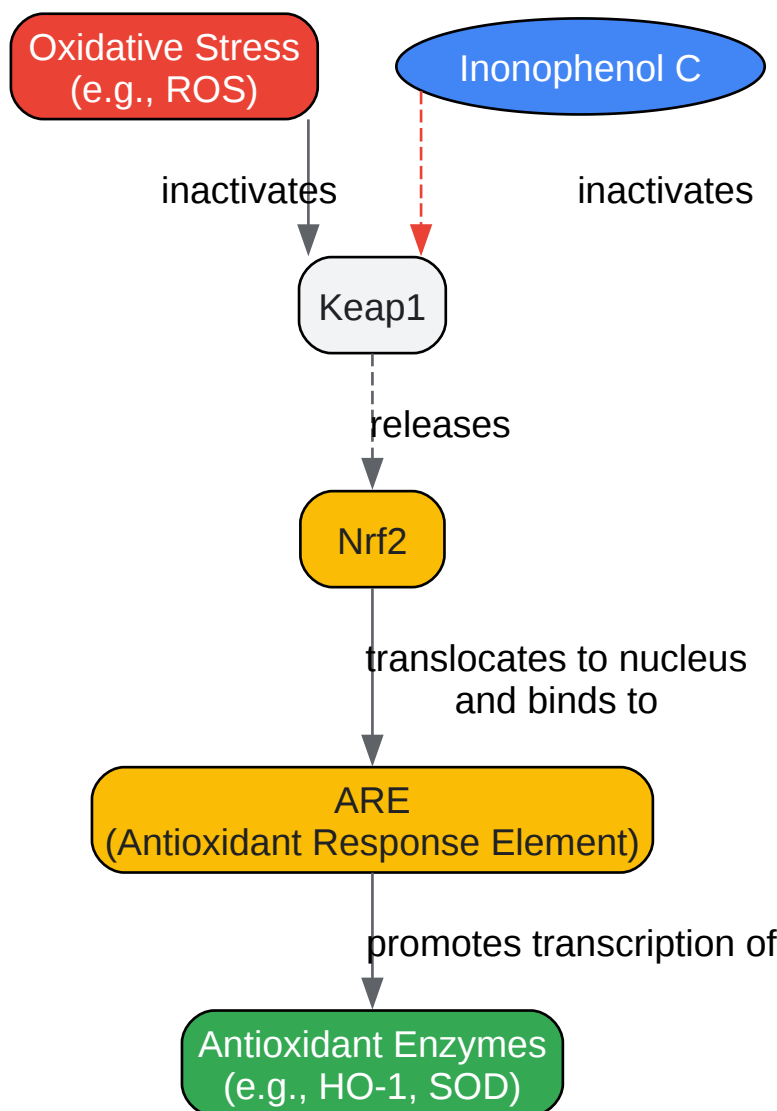 Oxidative Stress
(e.g., ROS)
Inonophenol C
inactivates
inactivates
Keap1
releases
Nrf2
translocates to nucleus
and binds to
ARE
(Antioxidant Response Element)
promotes transcription of
Antioxidant Enzymes
(e.g., HO-1, SOD)